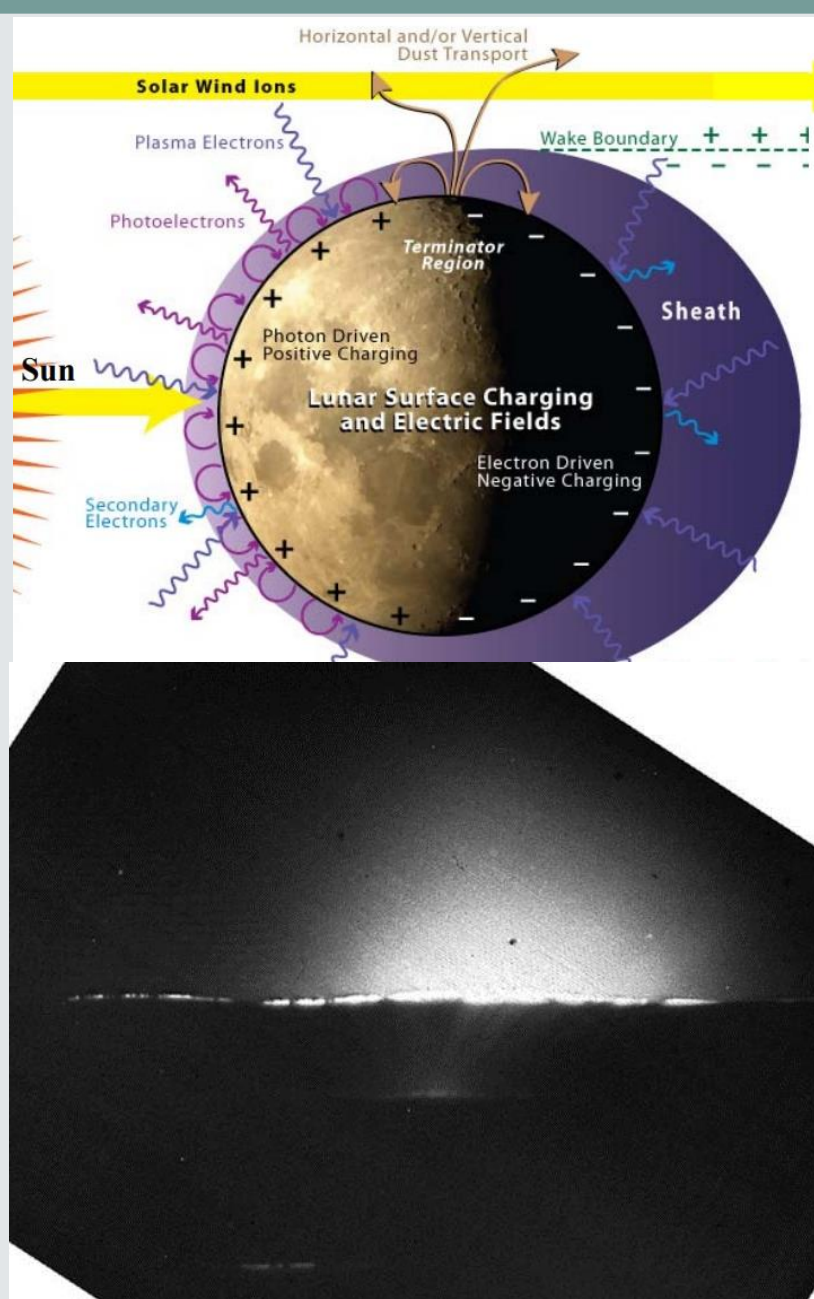 Horizontal and/or Vertical
Dust Transport
Solar Wind Ions
Plasma Electrons
Wake Boundary + + +
− − − −
Photoelectrons
Terminator
Region
Sheath
Photon Driven
Positive Charging
Sun
Lunar Surface Charging
and Electric Fields
Electron Driven
Negative Charging
Secondary
Electrons